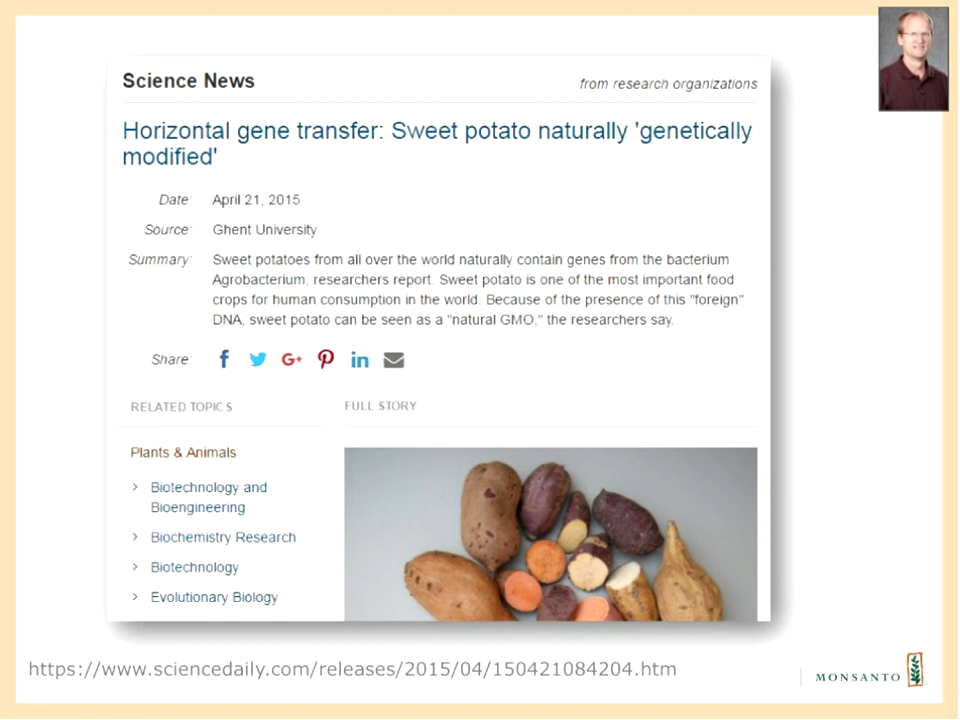 Science News
from research organizations
Horizontal gene transfer: Sweet potato naturally 'genetically
modified'
Date: April 21, 2015
Source: Ghent University
Summary: Sweet potatoes from all over the world naturally contain genes from the bacterium
Agrobacterium, researchers report. Sweet potato is one of the most important food
crops for human consumption in the world. Because of the presence of this "foreign"
DNA, sweet potato can be seen as a "natural GMO," the researchers say.
Share: f G+ in
RELATED TOPICS
FULL STORY
Plants & Animals
> Biotechnology and
Bioengineering
> Biochemistry Research
> Biotechnology
> Evolutionary Biology
https://www.sciencedaily.com/releases/2015/04/150421084204.htm
MONSANTO